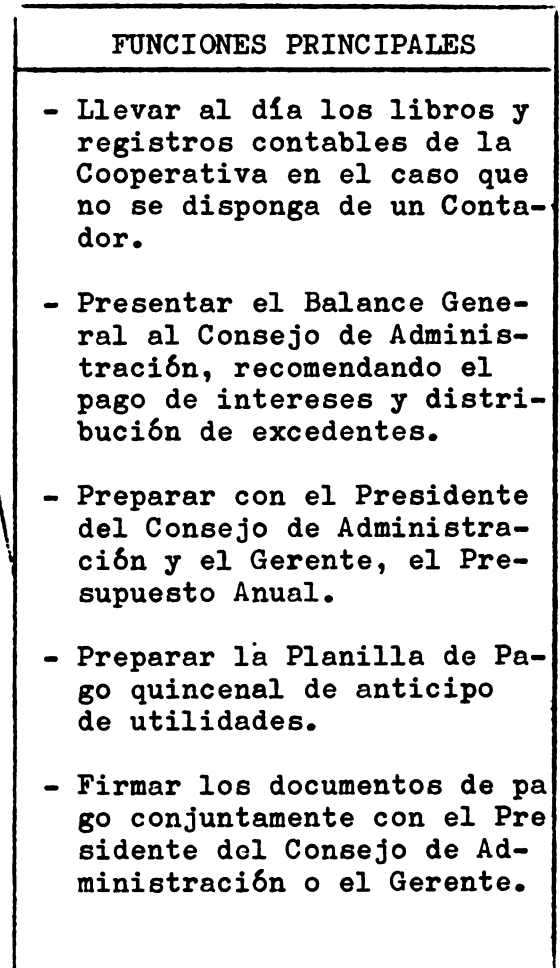 FUNCIONES PRINCIPALES
- Llevar al día los libros y
registros contables de la
Cooperativa en el caso que
no se disponga de un Conta-
dor.
- Presentar el Balance Gene-
ral al Consejo de Adminis-
tración, recomendando el
pago de intereses y distri-
bución de excedentes.
- Preparar con el Presidente
del Consejo de Administra-
ción y el Gerente, el Pre-
supuesto Anual.
- Preparar la Planilla de Pa-
go quincenal de anticipo
de utilidades.
- Firmar los documentos de pa
go conjuntamente con el Pre
sidente del Consejo de Ad-
ministración o el Gerente.